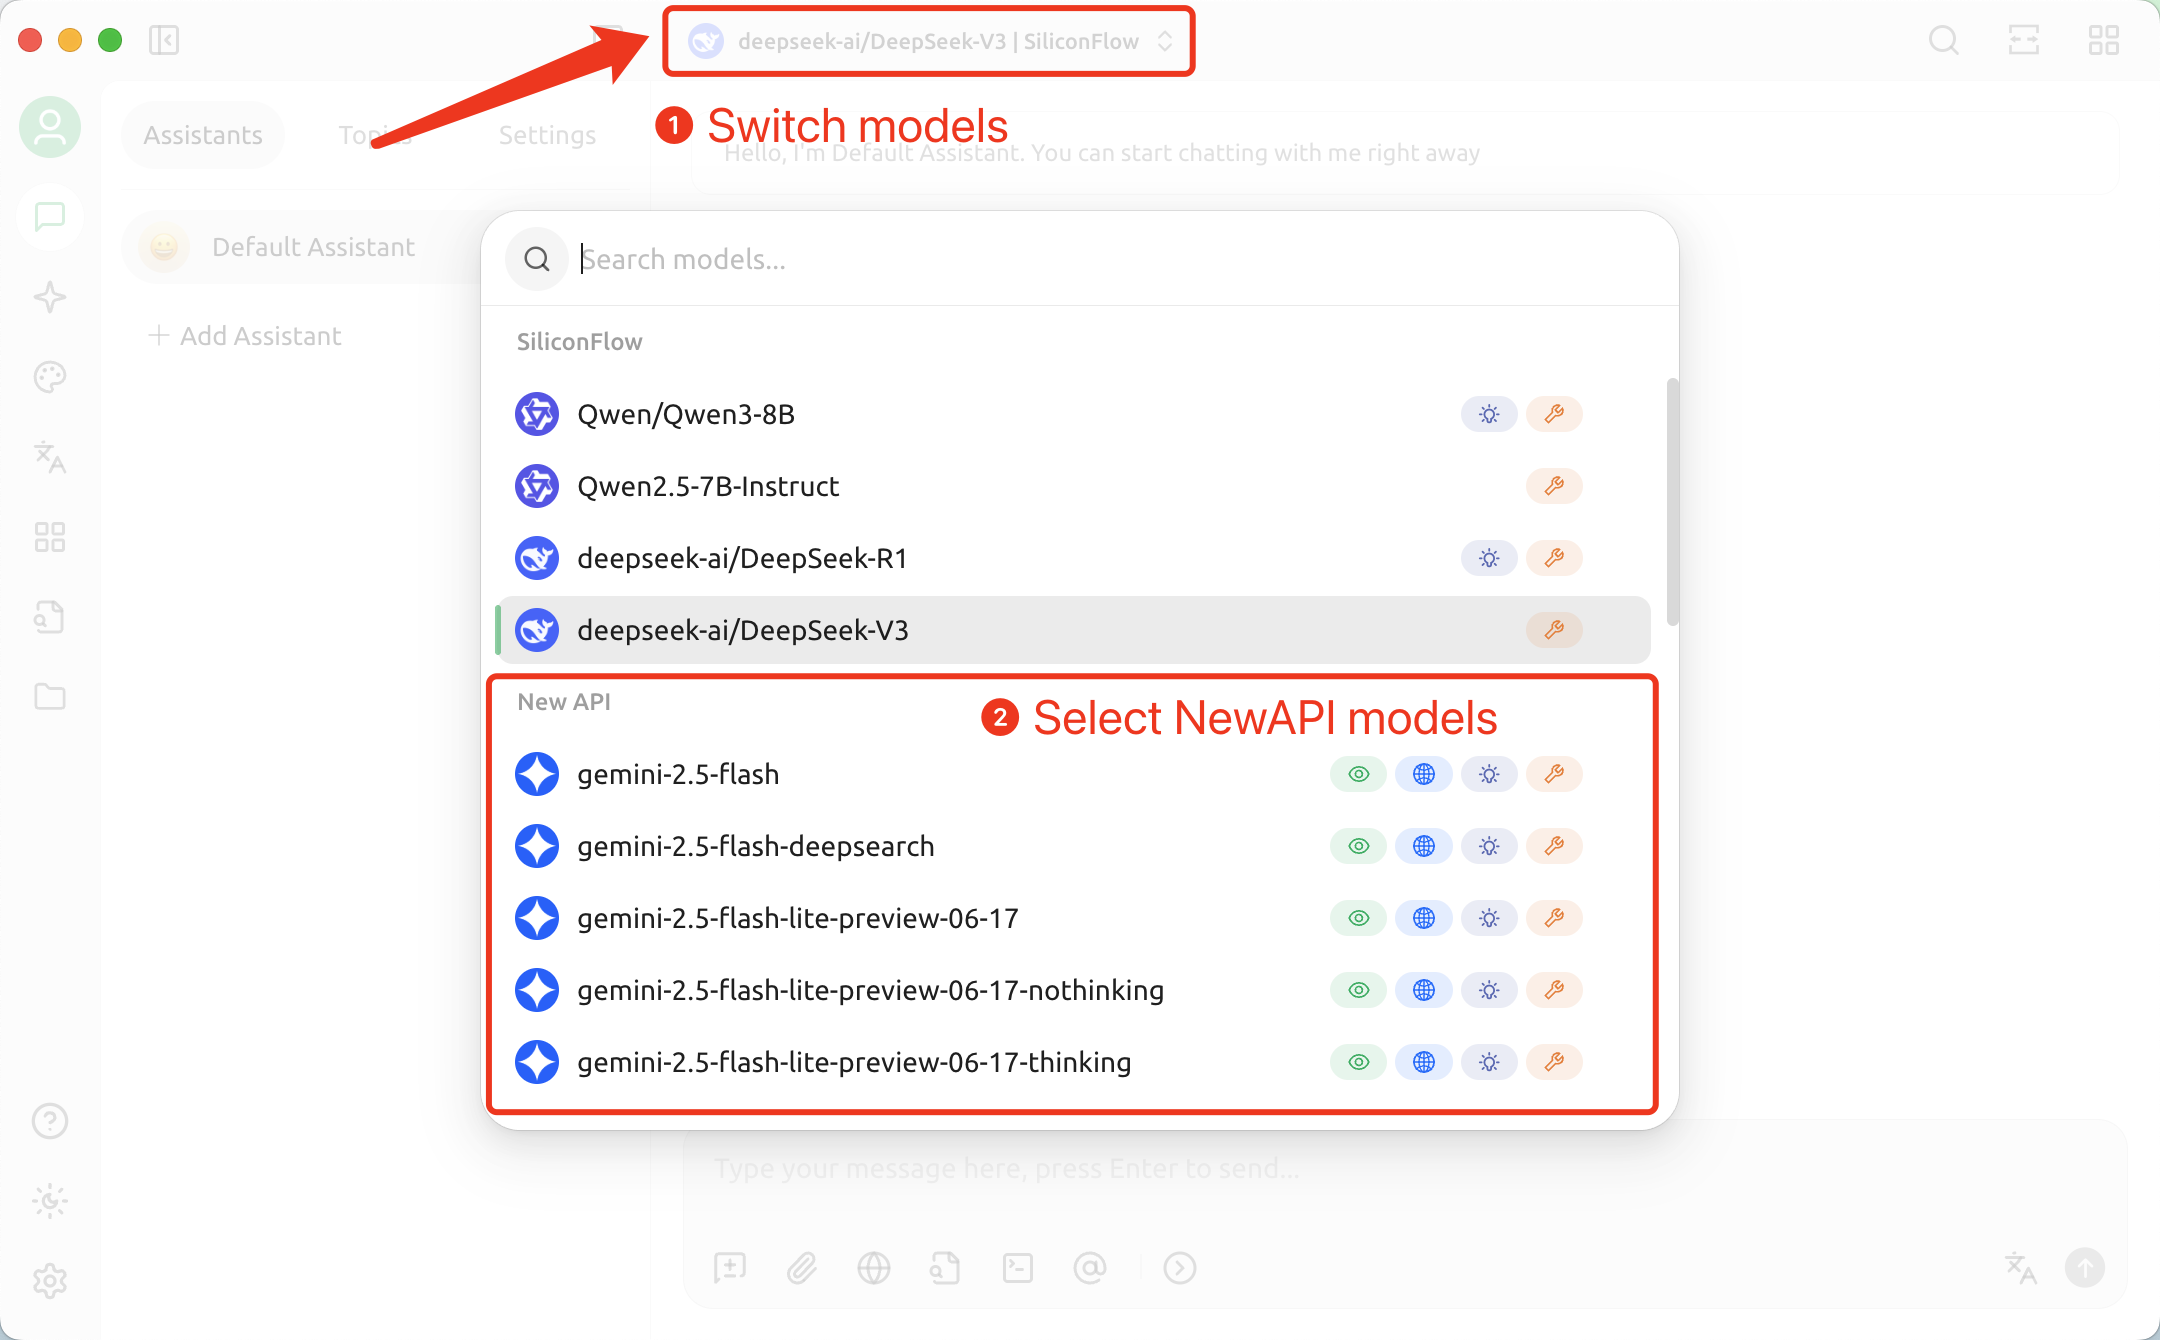 deepseek-ai/DeepSeek-V3 | SiliconFlow
1 Switch models
Assistants
Topics
Settings
Hello, I'm Default Assistant. You can start chatting with me right away
Default Assistant
+ Add Assistant
Search models...
SiliconFlow
Qwen/Qwen3-8B
Qwen2.5-7B-Instruct
deepseek-ai/DeepSeek-R1
deepseek-ai/DeepSeek-V3
New API
2 Select NewAPI models
gemini-2.5-flash
gemini-2.5-flash-deepsearch
gemini-2.5-flash-lite-preview-06-17
gemini-2.5-flash-lite-preview-06-17-nothinking
gemini-2.5-flash-lite-preview-06-17-thinking
Type your message here, press Enter to send...